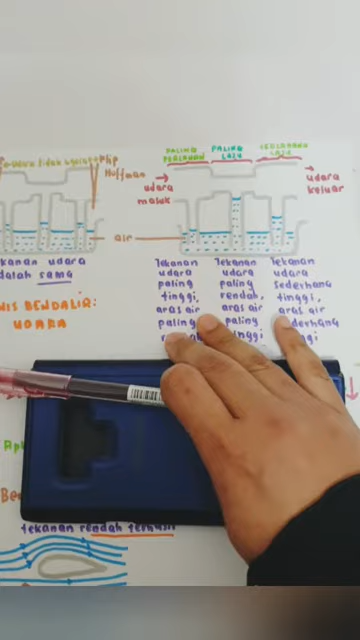 klip
Hoffman
air
tekanan udara
adalah sama
JENIS BENDALIR:
UDARA
PALING
PERLAHAN
PALING
LAJU
SEDERHANA
LAJU
udara
masuk
udara
keluar
Tekanan
udara
paling
tinggi,
aras air
paling
Tekanan
udara
paling
rendah,
aras air
paling
tinggi
Tekanan
udara
sederhana
tinggi,
aras air
tekanan rendah terhasil